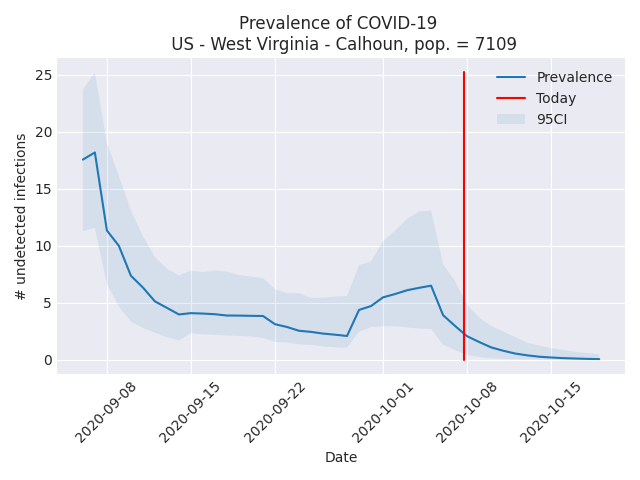 Prevalence of COVID-19
US - West Virginia - Calhoun, pop. = 7109
25
20
15
10
5
0
# undetected infections
Prevalence
Today
95CI
2020-09-08
2020-09-15
2020-09-22
2020-10-01
2020-10-08
2020-10-15
Date